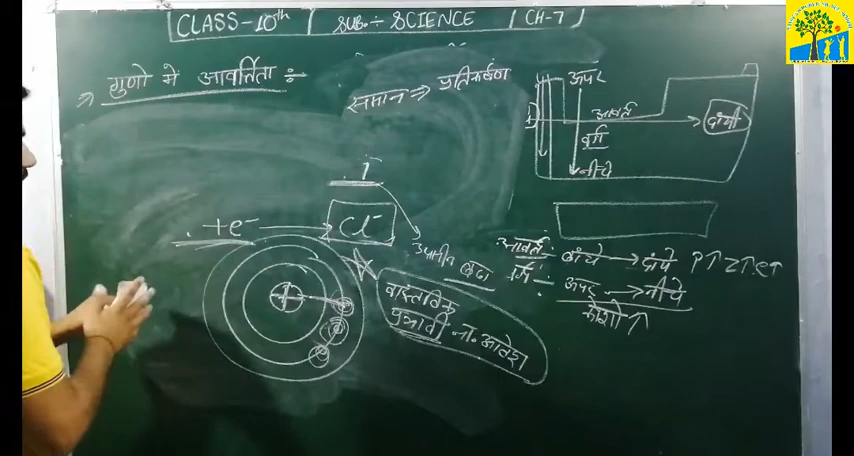 CLASS-10th SUB.÷ SCIENCE CH-7
⇒ गुणो मे आवर्तिता :-
समान ⇒ प्रतिकर्षण
ऊपर
आवर्त
दांयी
वर्ग
नीचे
+e⁻ → Cl⁻
उपा॰
आवर्त:- बांये → दांये P↑ Z↑ e↑
वर्ग :- ऊपर → नीचे
कोशो ↑
वास्तविक
प्रभावी ना. आवेश